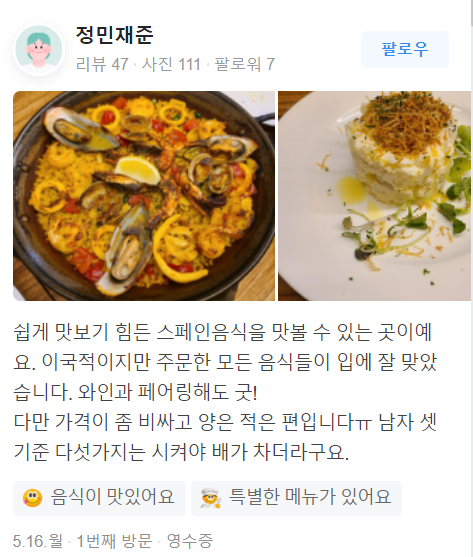 정민재준
리뷰 47 · 사진 111 · 팔로워 7
팔로우
쉽게 맛보기 힘든 스페인음식을 맛볼 수 있는 곳이예
요. 이국적이지만 주문한 모든 음식들이 입에 잘 맞았
습니다. 와인과 페어링해도 굿!
다만 가격이 좀 비싸고 양은 적은 편입니다ㅠ 남자 셋
기준 다섯가지는 시켜야 배가 차더라구요.
음식이 맛있어요
특별한 메뉴가 있어요
5.16.월 · 1번째 방문 · 영수증